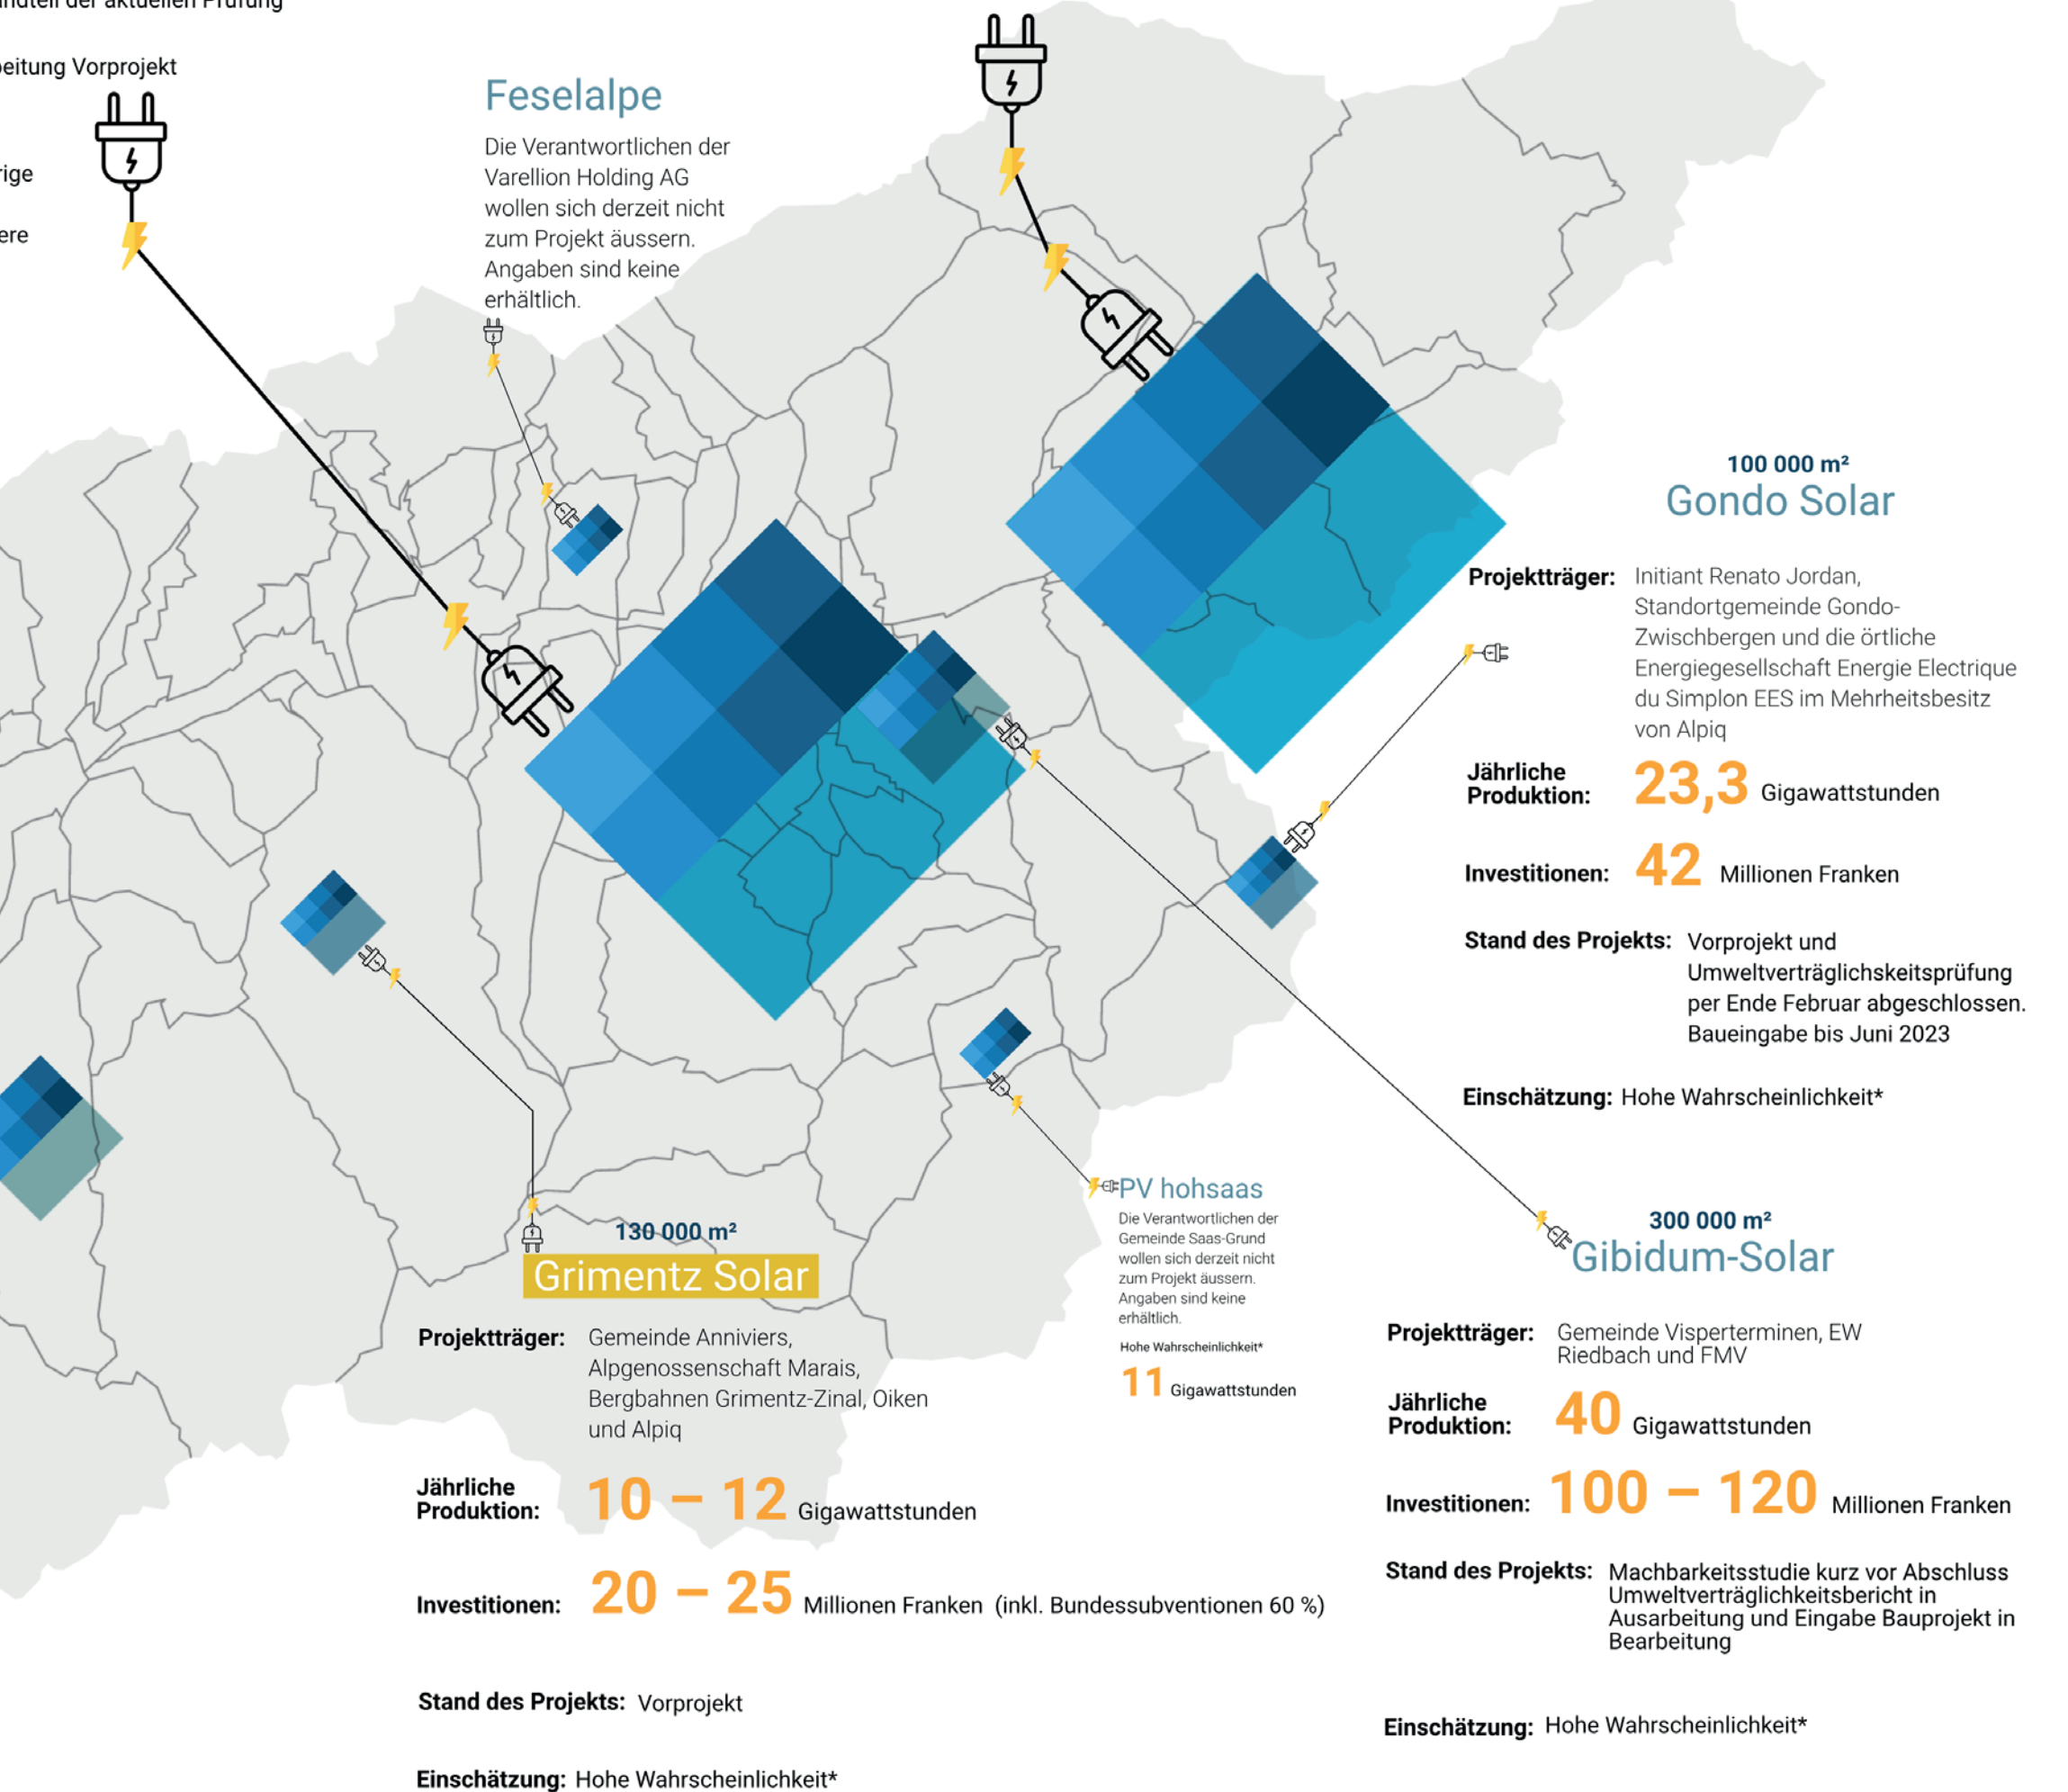 andteil der aktuellen Prüfung
eitung Vorprojekt
rige
ere
Feselalpe
Die Verantwortlichen der
Varellion Holding AG
wollen sich derzeit nicht
zum Projekt äussern.
Angaben sind keine
erhältlich.
100 000 m²
Gondo Solar
Projektträger: Initiant Renato Jordan,
Standortgemeinde Gondo-
Zwischbergen und die örtliche
Energiegesellschaft Energie Electrique
du Simplon EES im Mehrheitsbesitz
von Alpiq
Jährliche
Produktion: 23,3 Gigawattstunden
Investitionen: 42 Millionen Franken
Stand des Projekts: Vorprojekt und
Umweltverträglichskeitsprüfung
per Ende Februar abgeschlossen.
Baueingabe bis Juni 2023
Einschätzung: Hohe Wahrscheinlichkeit*
130 000 m²
Grimentz Solar
Projektträger: Gemeinde Anniviers,
Alpgenossenschaft Marais,
Bergbahnen Grimentz-Zinal, Oiken
und Alpiq
Jährliche
Produktion: 10 – 12 Gigawattstunden
Investitionen: 20 – 25 Millionen Franken (inkl. Bundessubventionen 60 %)
Stand des Projekts: Vorprojekt
Einschätzung: Hohe Wahrscheinlichkeit*
PV hohsaas
Die Verantwortlichen der
Gemeinde Saas-Grund
wollen sich derzeit nicht
zum Projekt äussern.
Angaben sind keine
erhältlich.
Hohe Wahrscheinlichkeit*
11 Gigawattstunden
300 000 m²
Gibidum-Solar
Projektträger: Gemeinde Visperterminen, EW
Riedbach und FMV
Jährliche
Produktion: 40 Gigawattstunden
Investitionen: 100 – 120 Millionen Franken
Stand des Projekts: Machbarkeitsstudie kurz vor Abschluss
Umweltverträglichkeitsbericht in
Ausarbeitung und Eingabe Bauprojekt in
Bearbeitung
Einschätzung: Hohe Wahrscheinlichkeit*